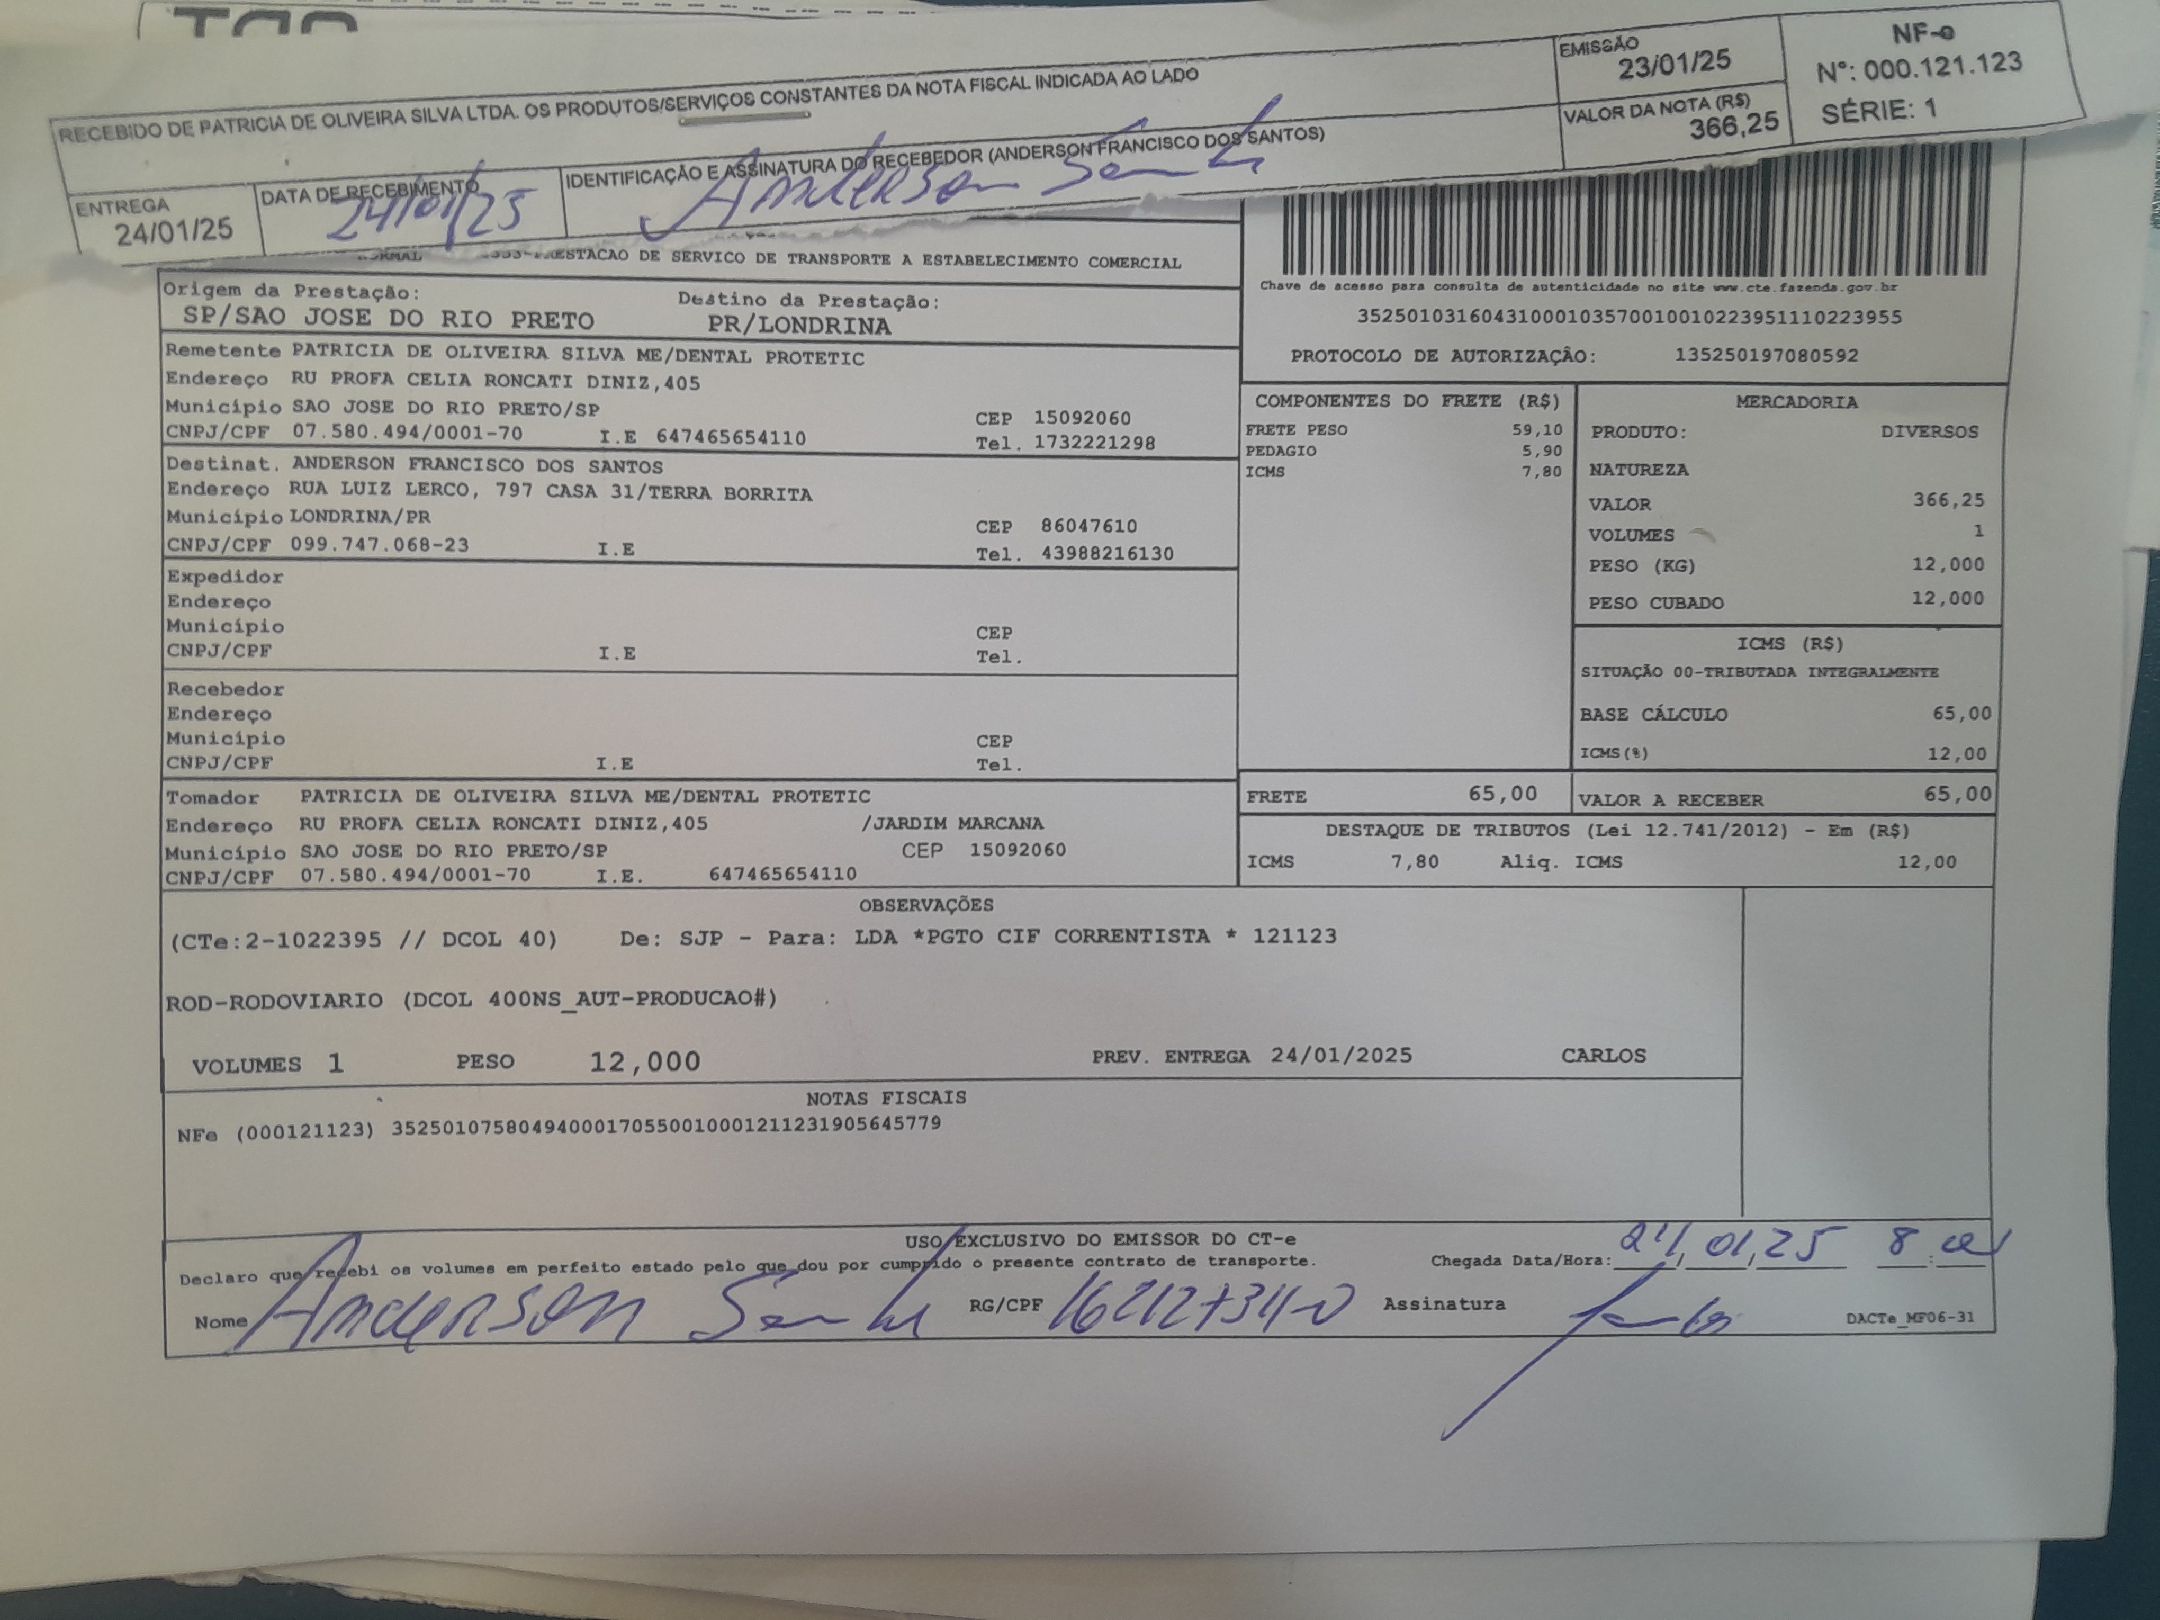 RECEBIDO DE PATRICIA DE OLIVEIRA SILVA LTDA. OS PRODUTOS/SERVIÇOS CONSTANTES DA NOTA FISCAL INDICADA AO LADO
EMISSÃO
23/01/25
VALOR DA NOTA (R$)
366,25
NF-e
N°: 000.121.123
SÉRIE: 1
ENTREGA
24/01/25
DATA DE RECEBIMENTO
24/01/25
IDENTIFICAÇÃO E ASSINATURA DO RECEBEDOR (ANDERSON FRANCISCO DOS SANTOS)
Anderson
PRESTACAO DE SERVICO DE TRANSPORTE A ESTABELECIMENTO COMERCIAL
Chave de acesso para consulta de autenticidade no site www.cte.fazenda.gov.br
35250103160431000103570010010223951110223955
PROTOCOLO DE AUTORIZAÇÃO: 135250197080592
Origem da Prestação: Destino da Prestação:
SP/SAO JOSE DO RIO PRETO PR/LONDRINA
Remetente PATRICIA DE OLIVEIRA SILVA ME/DENTAL PROTETIC
Endereço RU PROFA CELIA RONCATI DINIZ,405
Município SAO JOSE DO RIO PRETO/SP CEP 15092060
CNPJ/CPF 07.580.494/0001-70 I.E 647465654110 Tel. 1732221298
Destinat. ANDERSON FRANCISCO DOS SANTOS
Endereço RUA LUIZ LERCO, 797 CASA 31/TERRA BORRITA
Município LONDRINA/PR CEP 86047610
CNPJ/CPF 099.747.068-23 I.E Tel. 43988216130
Expedidor
Endereço
Município CEP
CNPJ/CPF I.E Tel.
Recebedor
Endereço
Município CEP
CNPJ/CPF I.E Tel.
Tomador PATRICIA DE OLIVEIRA SILVA ME/DENTAL PROTETIC
Endereço RU PROFA CELIA RONCATI DINIZ,405 /JARDIM MARCANA
Município SAO JOSE DO RIO PRETO/SP CEP 15092060
CNPJ/CPF 07.580.494/0001-70 I.E. 647465654110
COMPONENTES DO FRETE (R$)
FRETE PESO 59,10
PEDAGIO 5,90
ICMS 7,80
MERCADORIA
PRODUTO: DIVERSOS
NATUREZA
VALOR 366,25
VOLUMES 1
PESO (KG) 12,000
PESO CUBADO 12,000
ICMS (R$)
SITUAÇÃO 00-TRIBUTADA INTEGRALMENTE
BASE CÁLCULO 65,00
ICMS(%) 12,00
FRETE 65,00 VALOR A RECEBER 65,00
DESTAQUE DE TRIBUTOS (Lei 12.741/2012) - Em (R$)
ICMS 7,80 Aliq. ICMS 12,00
OBSERVAÇÕES
(CTe:2-1022395 // DCOL 40) De: SJP - Para: LDA *PGTO CIF CORRENTISTA * 121123
ROD-RODOVIARIO (DCOL 400NS_AUT-PRODUCAO#)
VOLUMES 1 PESO 12,000 PREV. ENTREGA 24/01/2025 CARLOS
NOTAS FISCAIS
NFe (000121123) 35250107580494000170550010001211231905645779
USO EXCLUSIVO DO EMISSOR DO CT-e
Declaro que recebi os volumes em perfeito estado pelo que dou por cumprido o presente contrato de transporte. Chegada Data/Hora: 24/01/25
Nome Anderson RG/CPF Assinatura DACTe_MF06-31